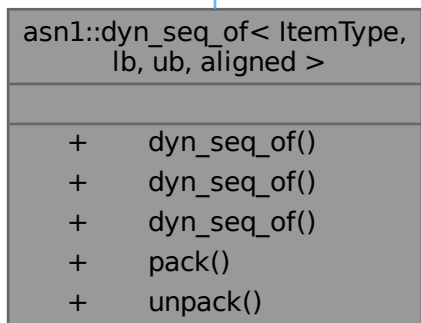 asn1::dyn_seq_of< ItemType,
lb, ub, aligned >
+ dyn_seq_of()
+ dyn_seq_of()
+ dyn_seq_of()
+ pack()
+ unpack()